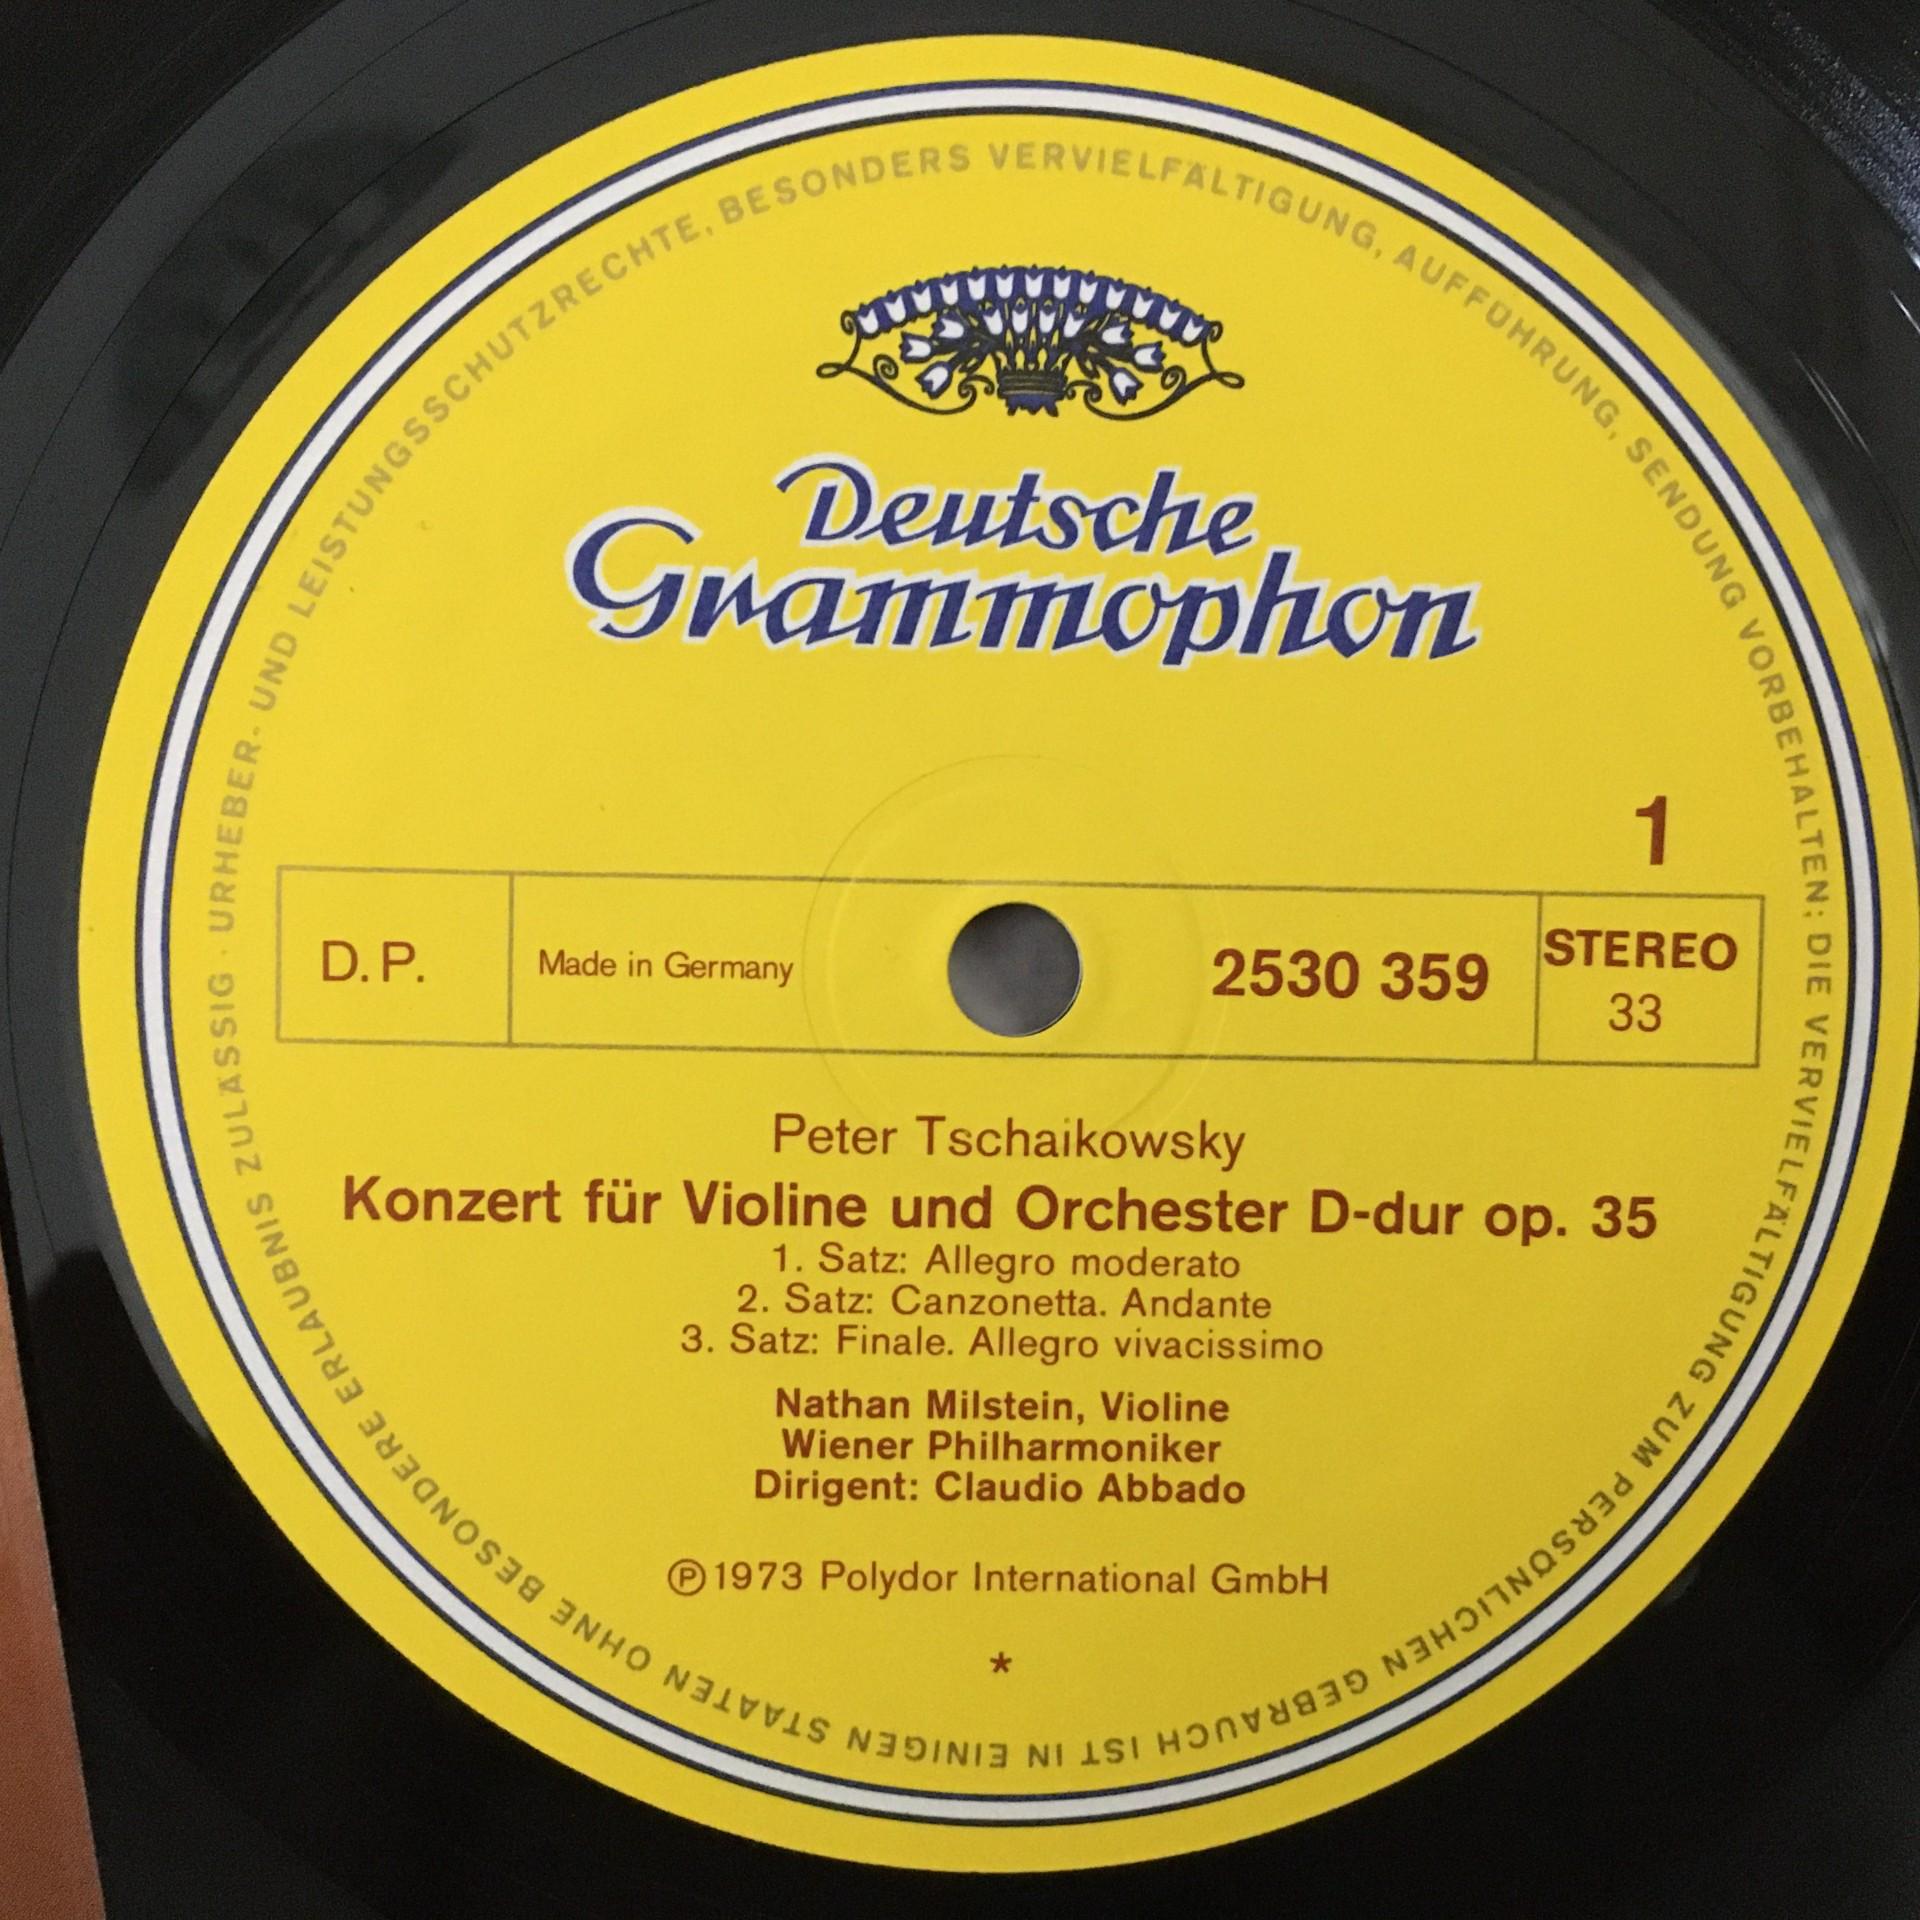 URHEBER- UND LEISTUNGSSCHUTZRECHTE, BESONDERS VERVIELFÄLTIGUNG, AUFFÜHRUNG, SENDUNG VORBEHALTEN; DIE VERVIELFÄLTIGUNG ZUM PERSÖNLICHEN GEBRAUCH IST IN EINIGEN STAATEN OHNE BESONDERE ERLAUBNIS ZULÄSSIG ·
Deutsche
Grammophon
1
D.P.
Made in Germany
2530 359
STEREO
33
Peter Tschaikowsky
Konzert für Violine und Orchester D-dur op. 35
1. Satz: Allegro moderato
2. Satz: Canzonetta. Andante
3. Satz: Finale. Allegro vivacissimo
Nathan Milstein, Violine
Wiener Philharmoniker
Dirigent: Claudio Abbado
Ⓟ1973 Polydor International GmbH
*